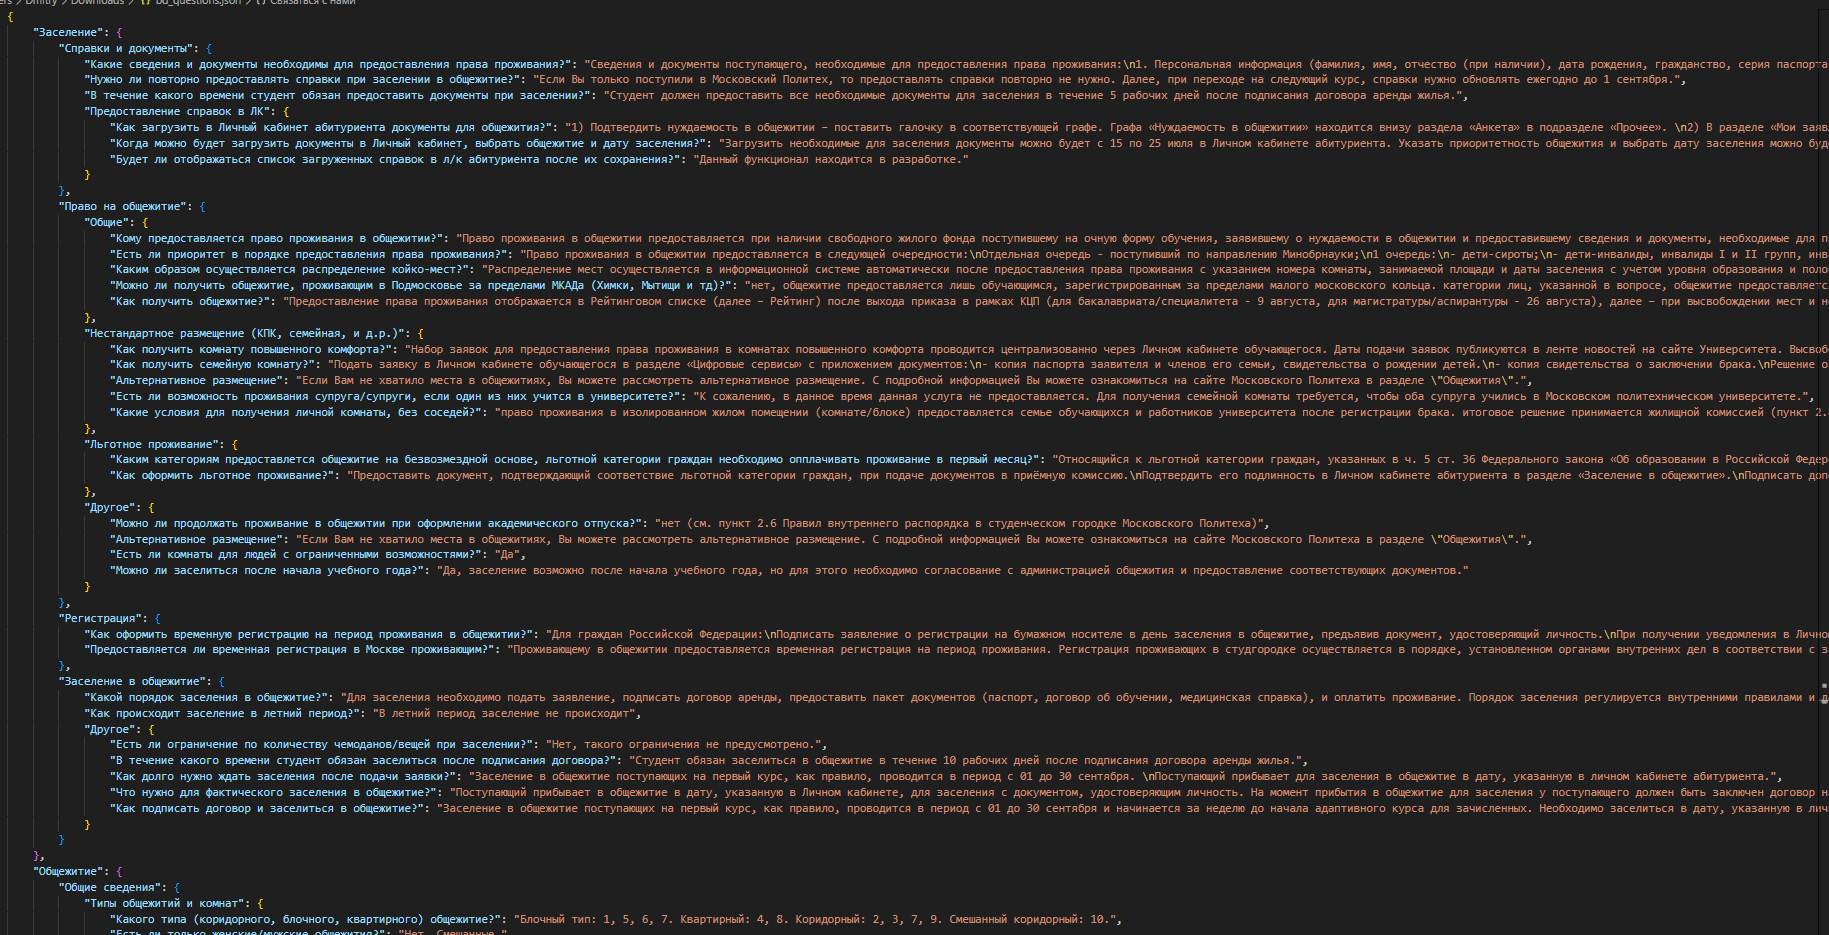 Dmitry > Downloads > {} bd_questions.json > {} Связаться с нами
{
"Заселение": {
"Справки и документы": {
"Какие сведения и документы необходимы для предоставления права проживания?": "Сведения и документы поступающего, необходимые для предоставления права проживания:\n1. Персональная информация (фамилия, имя, отчество (при наличии), дата рождения, гражданство, серия паспорта
"Нужно ли повторно предоставлять справки при заселении в общежитие?": "Если Вы только поступили в Московский Политех, то предоставлять справки повторно не нужно. Далее, при переходе на следующий курс, справки нужно обновлять ежегодно до 1 сентября.",
"В течение какого времени студент обязан предоставить документы при заселении?": "Студент должен предоставить все необходимые документы для заселения в течение 5 рабочих дней после подписания договора аренды жилья.",
"Предоставление справок в ЛК": {
"Как загрузить в Личный кабинет абитуриента документы для общежития?": "1) Подтвердить нуждаемость в общежитии – поставить галочку в соответствующей графе. Графа «Нуждаемость в общежитии» находится внизу раздела «Анкета» в подразделе «Прочее». \n2) В разделе «Мои заяв
"Когда можно будет загрузить документы в Личный кабинет, выбрать общежитие и дату заселения?": "Загрузить необходимые для заселения документы можно будет с 15 по 25 июля в Личном кабинете абитуриента. Указать приоритетность общежития и выбрать дату заселения можно буд
"Будет ли отображаться список загруженных справок в л/к абитуриента после их сохранения?": "Данный функционал находится в разработке."
}
},
"Право на общежитие": {
"Общие": {
"Кому предоставляется право проживания в общежитии?": "Право проживания в общежитии предоставляется при наличии свободного жилого фонда поступившему на очную форму обучения, заявившему о нуждаемости в общежитии и предоставившему сведения и документы, необходимые для п
"Есть ли приоритет в порядке предоставления права проживания?": "Право проживания в общежитии предоставляется в следующей очередности:\nОтдельная очередь - поступивший по направлению Минобрнауки;\n1 очередь:\n- дети-сироты;\n- дети-инвалиды, инвалиды I и II групп, инв
"Каким образом осуществляется распределение койко-мест?": "Распределение мест осуществляется в информационной системе автоматически после предоставления права проживания с указанием номера комнаты, занимаемой площади и даты заселения с учетом уровня образования и поло
"Можно ли получить общежитие, проживающим в Подмосковье за пределами МКАДа (Химки, Мытищи и тд)?": "нет, общежитие предоставляется лишь обучающимся, зарегистрированным за пределами малого московского кольца. категории лиц, указанной в вопросе, общежитие предоставляетс
"Как получить общежитие?": "Предоставление права проживания отображается в Рейтинговом списке (далее – Рейтинг) после выхода приказа в рамках КЦП (для бакалавриата/специалитета - 9 августа, для магистратуры/аспирантуры - 26 августа), далее – при высвобождении мест и н
},
"Нестандартное размещение (КПК, семейная, и д.р.)": {
"Как получить комнату повышенного комфорта?": "Набор заявок для предоставления права проживания в комнатах повышенного комфорта проводится централизованно через Личном кабинете обучающегося. Даты подачи заявок публикуются в ленте новостей на сайте Университета. Высвоб
"Как получить семейную комнату?": "Подать заявку в Личном кабинете обучающегося в разделе «Цифровые сервисы» с приложением документов:\n- копия паспорта заявителя и членов его семьи, свидетельства о рождении детей.\n- копия свидетельства о заключении брака.\nРешение о
"Альтернативное размещение": "Если Вам не хватило места в общежитиях, Вы можете рассмотреть альтернативное размещение. С подробной информацией Вы можете ознакомиться на сайте Московского Политеха в разделе \"Общежития\".",
"Есть ли возможность проживания супруга/супруги, если один из них учится в университете?": "К сожалению, в данное время данная услуга не предоставляется. Для получения семейной комнаты требуется, чтобы оба супруга учились в Московском политехническом университете.",
"Какие условия для получения личной комнаты, без соседей?": "право проживания в изолированном жилом помещении (комнате/блоке) предоставляется семье обучающихся и работников университета после регистрации брака. итоговое решение принимается жилищной комиссией (пункт 2.
},
"Льготное проживание": {
"Каким категориям предоставлется общежитие на безвозмездной основе, льготной категории граждан необходимо опплачивать проживание в первый месяц?": "Относящийся к льготной категории граждан, указанных в ч. 5 ст. 36 Федерального закона «Об образовании в Российской Федер
"Как оформить льготное проживание?": "Предоставить документ, подтверждающий соответствие льготной категории граждан, при подаче документов в приёмную комиссию.\nПодтвердить его подлинность в Личном кабинете абитуриента в разделе «Заселение в общежитие».\nПодписать доп
},
"Другое": {
"Можно ли продолжать проживание в общежитии при оформлении академического отпуска?": "нет (см. пункт 2.6 Правил внутреннего распорядка в студенческом городке Московского Политеха)",
"Альтернативное размещение": "Если Вам не хватило места в общежитиях, Вы можете рассмотреть альтернативное размещение. С подробной информацией Вы можете ознакомиться на сайте Московского Политеха в разделе \"Общежития\".",
"Есть ли комнаты для людей с ограниченными возможностями?": "Да",
"Можно ли заселиться после начала учебного года?": "Да, заселение возможно после начала учебного года, но для этого необходимо согласование с администрацией общежития и предоставление соответствующих документов."
}
},
"Регистрация": {
"Как оформить временную регистрацию на период проживания в общежитии?": "Для граждан Российской Федерации:\nПодписать заявление о регистрации на бумажном носителе в день заселения в общежитие, предъявив документ, удостоверяющий личность.\nПри получении уведомления в Лично
"Предоставляется ли временная регистрация в Москве проживающим?": "Проживающему в общежитии предоставляется временная регистрация на период проживания. Регистрация проживающих в студгородке осуществляется в порядке, установленном органами внутренних дел в соответствии с за
},
"Заселение в общежитие": {
"Какой порядок заселения в общежитие?": "Для заселения необходимо подать заявление, подписать договор аренды, предоставить пакет документов (паспорт, договор об обучении, медицинская справка), и оплатить проживание. Порядок заселения регулируется внутренними правилами и
"Как происходит заселение в летний период?": "В летний период заселение не происходит",
"Другое": {
"Есть ли ограничение по количеству чемоданов/вещей при заселении?": "Нет, такого ограничения не предусмотрено.",
"В течение какого времени студент обязан заселиться после подписания договора?": "Студент обязан заселиться в общежитие в течение 10 рабочих дней после подписания договора аренды жилья.",
"Как долго нужно ждать заселения после подачи заявки?": "Заселение в общежитие поступающих на первый курс, как правило, проводится в период с 01 до 30 сентября. \nПоступающий прибывает для заселения в общежитие в дату, указанную в личном кабинете абитуриента.",
"Что нужно для фактического заселения в общежитие?": "Поступающий прибывает в общежитие в дату, указанную в Личном кабинете, для заселения с документом, удостоверяющим личность. На момент прибытия в общежитие для заселения у поступающего должен быть заключен договор н
"Как подписать договор и заселиться в общежитие?": "Заселение в общежитие поступающих на первый курс, как правило, проводится в период с 01 до 30 сентября и начинается за неделю до начала адаптивного курса для зачисленных. Необходимо заселиться в дату, указанную в лич
}
}
},
"Общежитие": {
"Общие сведения": {
"Типы общежитий и комнат": {
"Какого типа (коридорного, блочного, квартирного) общежитие?": "Блочный тип: 1, 5, 6, 7. Квартирный: 4, 8. Коридорный: 2, 3, 7, 9. Смешанный коридорный: 10.",
"Есть ли только женские/мужские общежития?": "Нет. Смешанные."